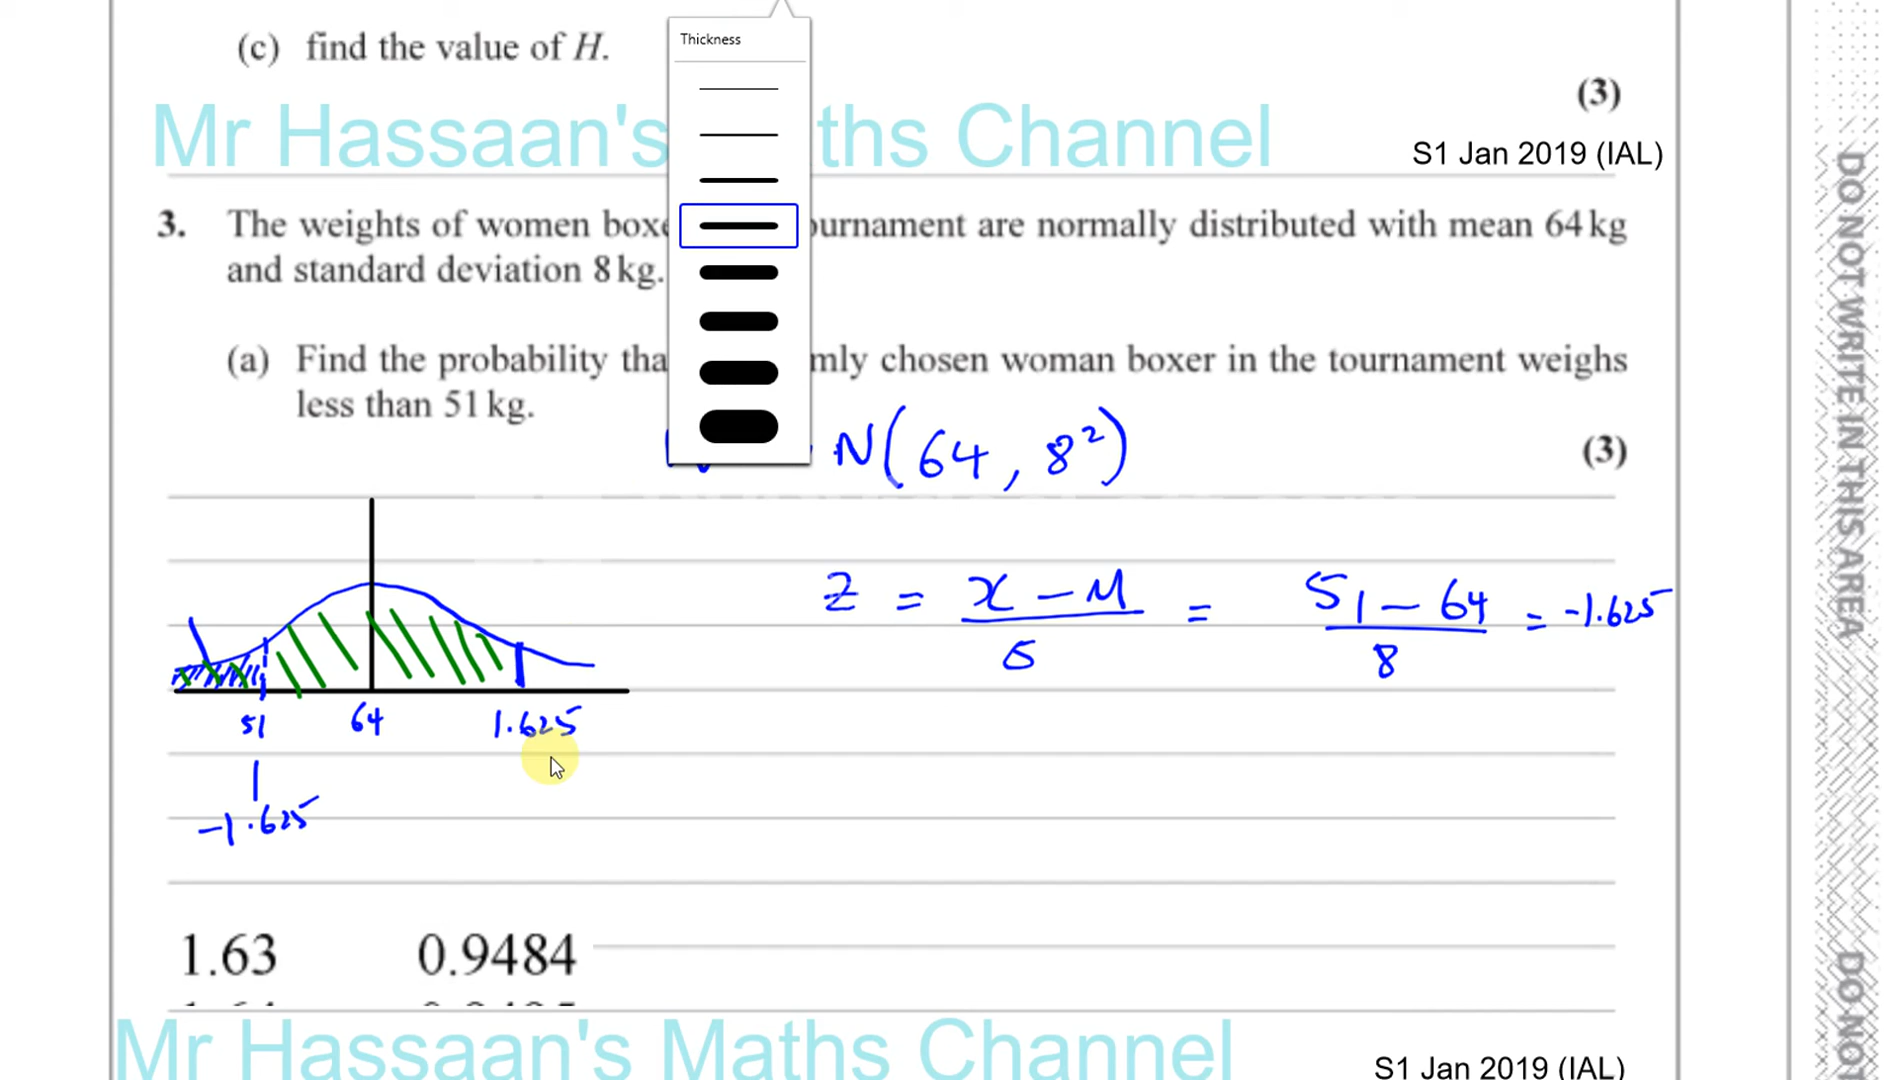 (c) find the value of H.
Thickness
(3)
Mr Hassaan's ths Channel
S1 Jan 2019 (IAL)
3. The weights of women boxe ournament are normally distributed with mean 64 kg
and standard deviation 8 kg.
(a) Find the probability tha mly chosen woman boxer in the tournament weighs
less than 51 kg.
N(64, 8²)
(3)
z = x – μ / σ = 51 – 64 / 8 = -1.625
51 64 1.625
-1.625
1.63 0.9484
Mr Hassaan's Maths Channel
S1 Jan 2019 (IAL)
DO NOT WRITE IN THIS AREA
DO NOT